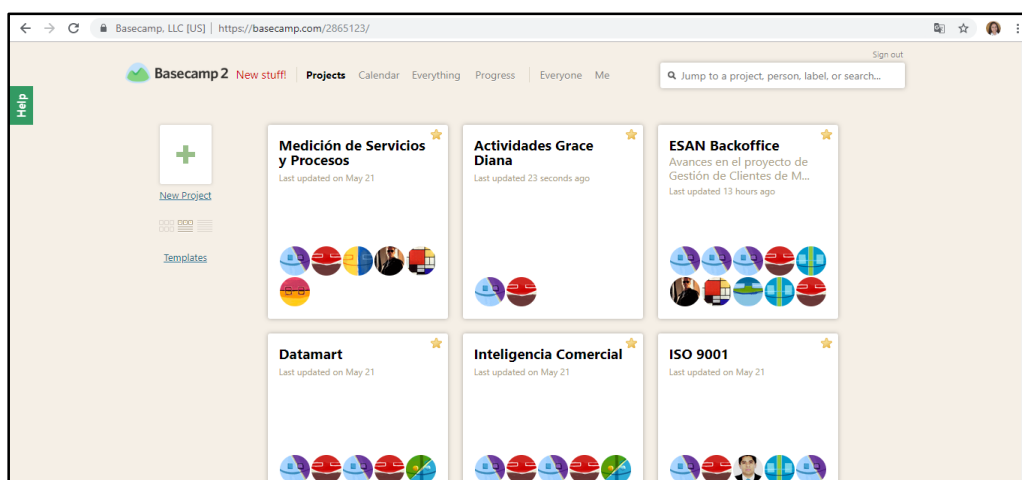 Basecamp, LLC [US] | https://basecamp.com/2865123/
Sign out
Basecamp 2 New stuff! Projects Calendar Everything Progress Everyone Me
Jump to a project, person, label, or search...
Help
New Project
Templates
Medición de Servicios
y Procesos
Last updated on May 21
Actividades Grace
Diana
Last updated 23 seconds ago
ESAN Backoffice
Avances en el proyecto de
Gestión de Clientes de M...
Last updated 13 hours ago
Datamart
Last updated on May 21
Inteligencia Comercial
Last updated on May 21
ISO 9001
Last updated on May 21